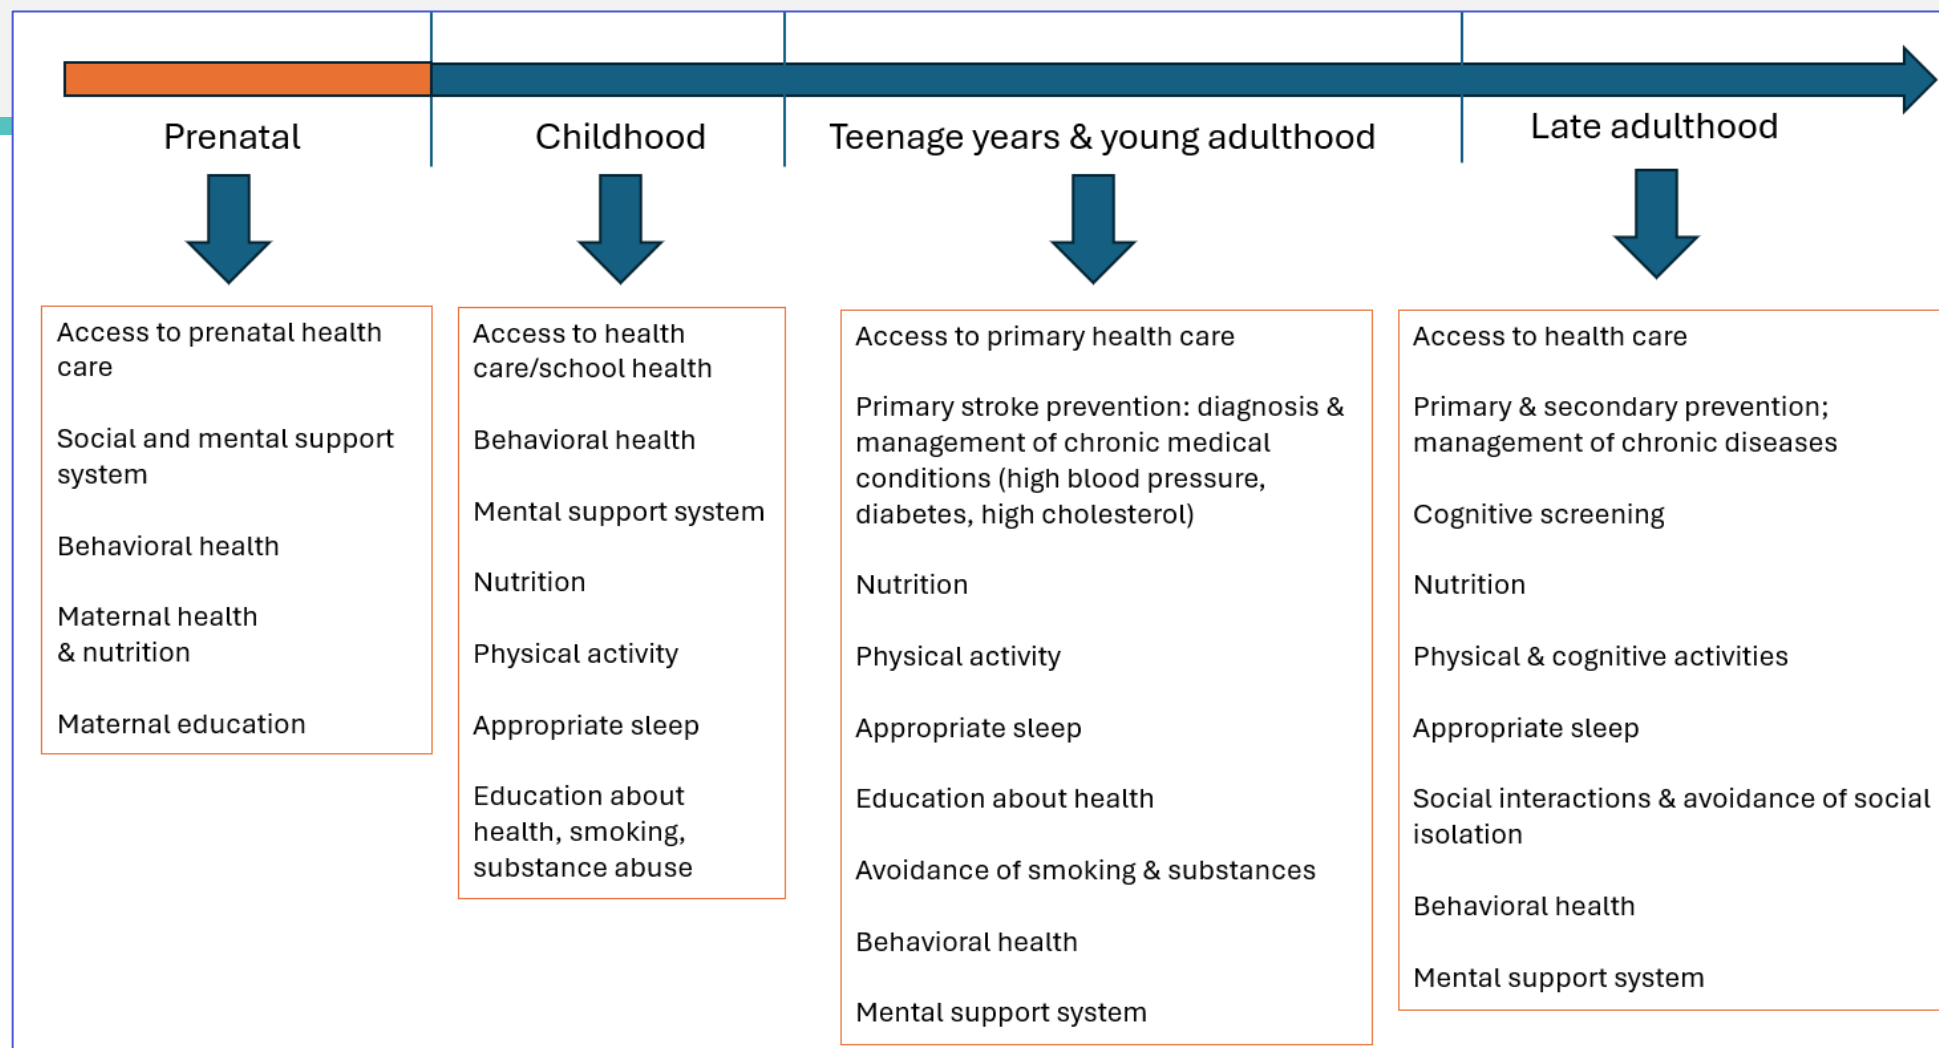 Prenatal
Childhood
Teenage years & young adulthood
Late adulthood
Access to prenatal health
care
Social and mental support
system
Behavioral health
Maternal health
& nutrition
Maternal education
Access to health
care/school health
Behavioral health
Mental support system
Nutrition
Physical activity
Appropriate sleep
Education about
health, smoking,
substance abuse
Access to primary health care
Primary stroke prevention: diagnosis &
management of chronic medical
conditions (high blood pressure,
diabetes, high cholesterol)
Nutrition
Physical activity
Appropriate sleep
Education about health
Avoidance of smoking & substances
Behavioral health
Mental support system
Access to health care
Primary & secondary prevention;
management of chronic diseases
Cognitive screening
Nutrition
Physical & cognitive activities
Appropriate sleep
Social interactions & avoidance of social
isolation
Behavioral health
Mental support system